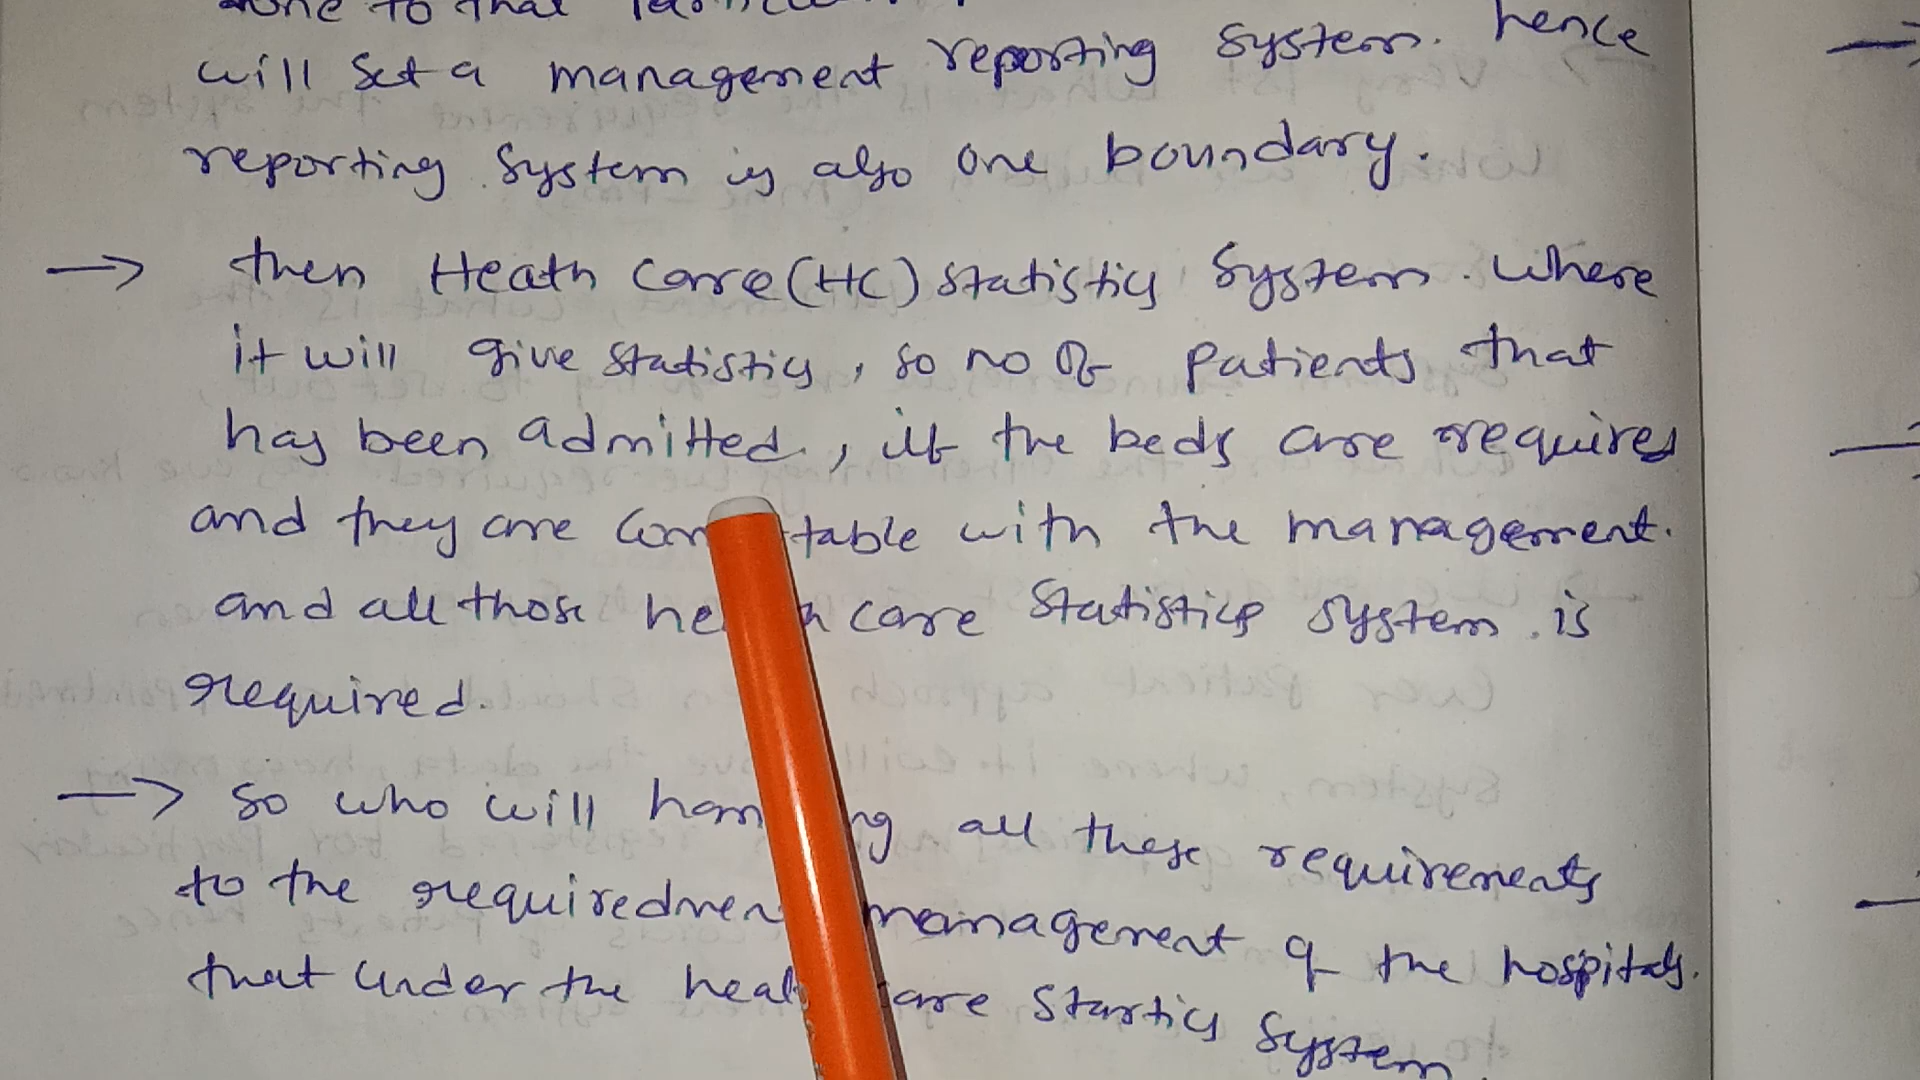 to that
will set a management reporting system. hence
reporting system is also one boundary.
→ then Heath care (HC) statistics system. where
it will give statistics, so no of patients that
has been admitted, if the beds are requires
and they are table with the management.
and all those care statistics system is
required.
→ so who will all these requirements
to the management of the hospitals.
that under the care startics system.